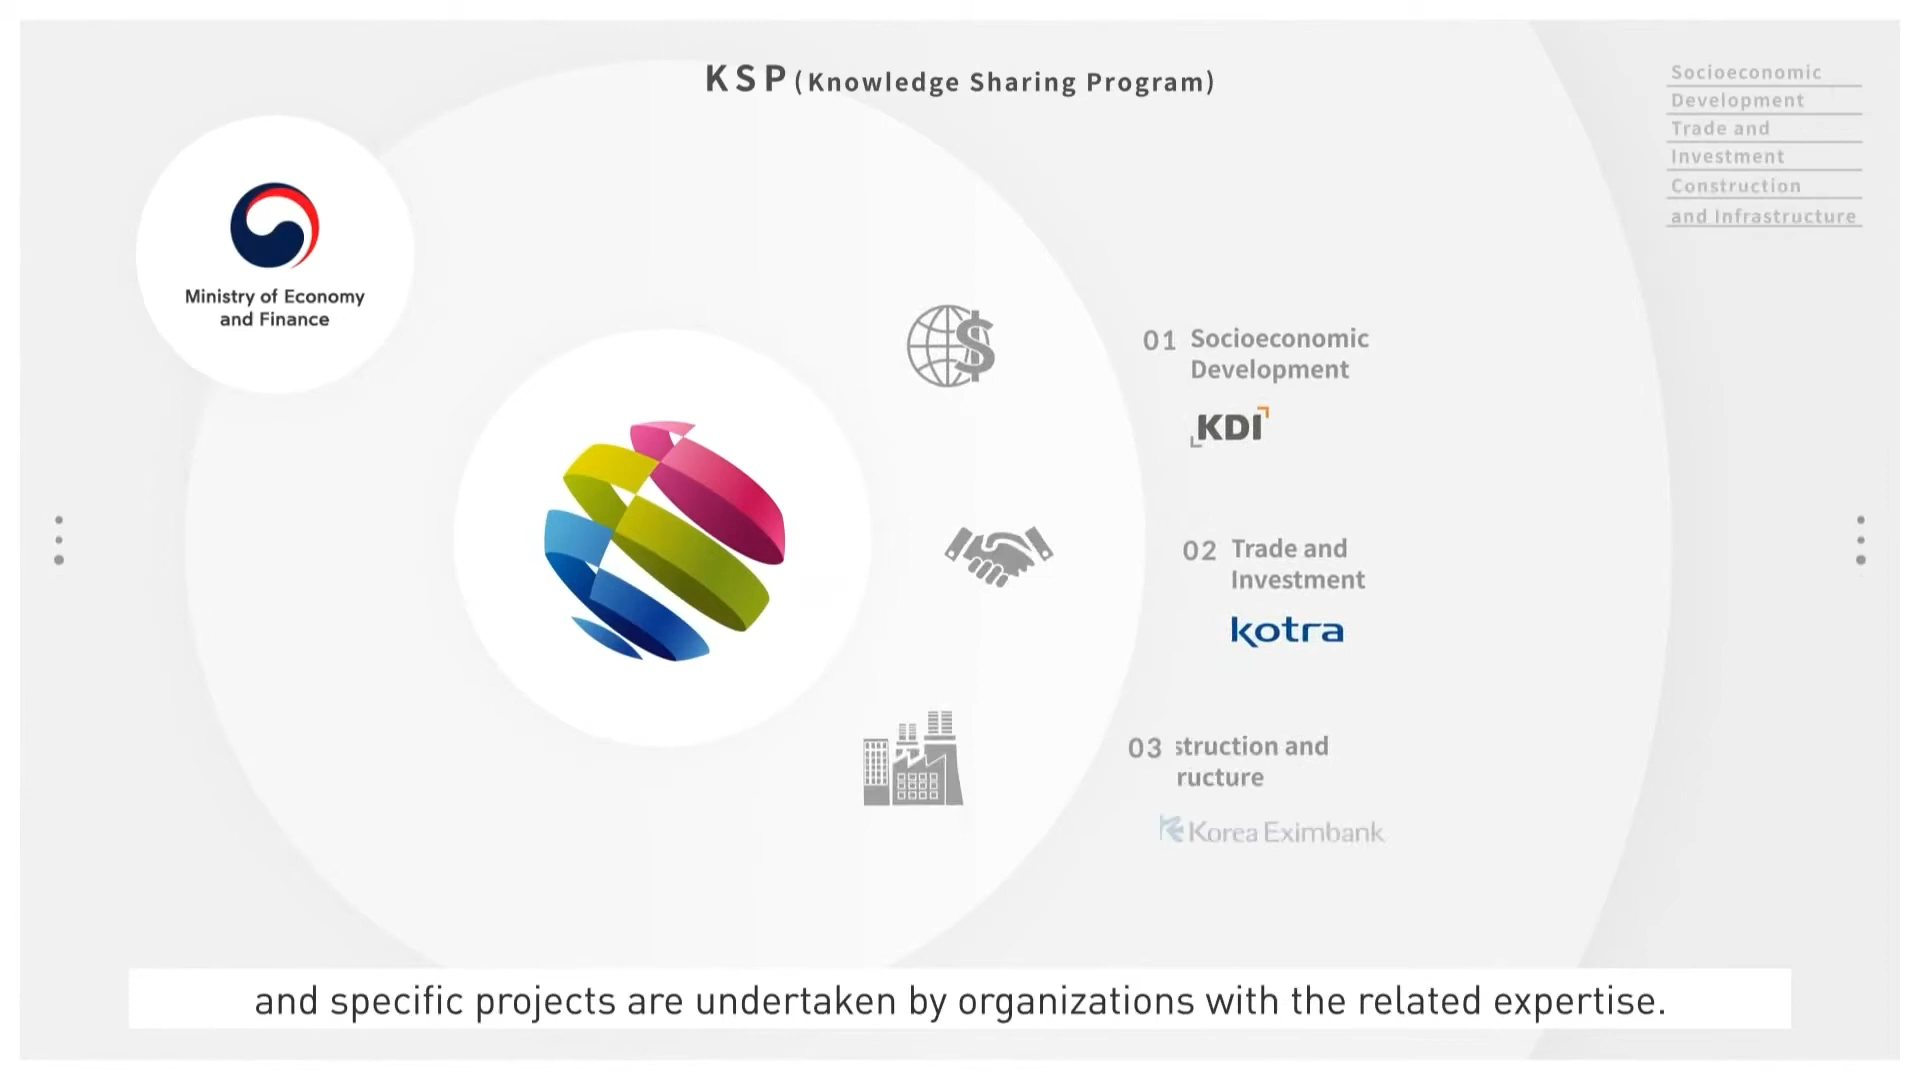 KSP (Knowledge Sharing Program)
Socioeconomic
Development
Trade and
Investment
Construction
and Infrastructure
Ministry of Economy
and Finance
01 Socioeconomic
Development
KDI
02 Trade and
Investment
kotra
03 struction and
ructure
Korea Eximbank
and specific projects are undertaken by organizations with the related expertise.